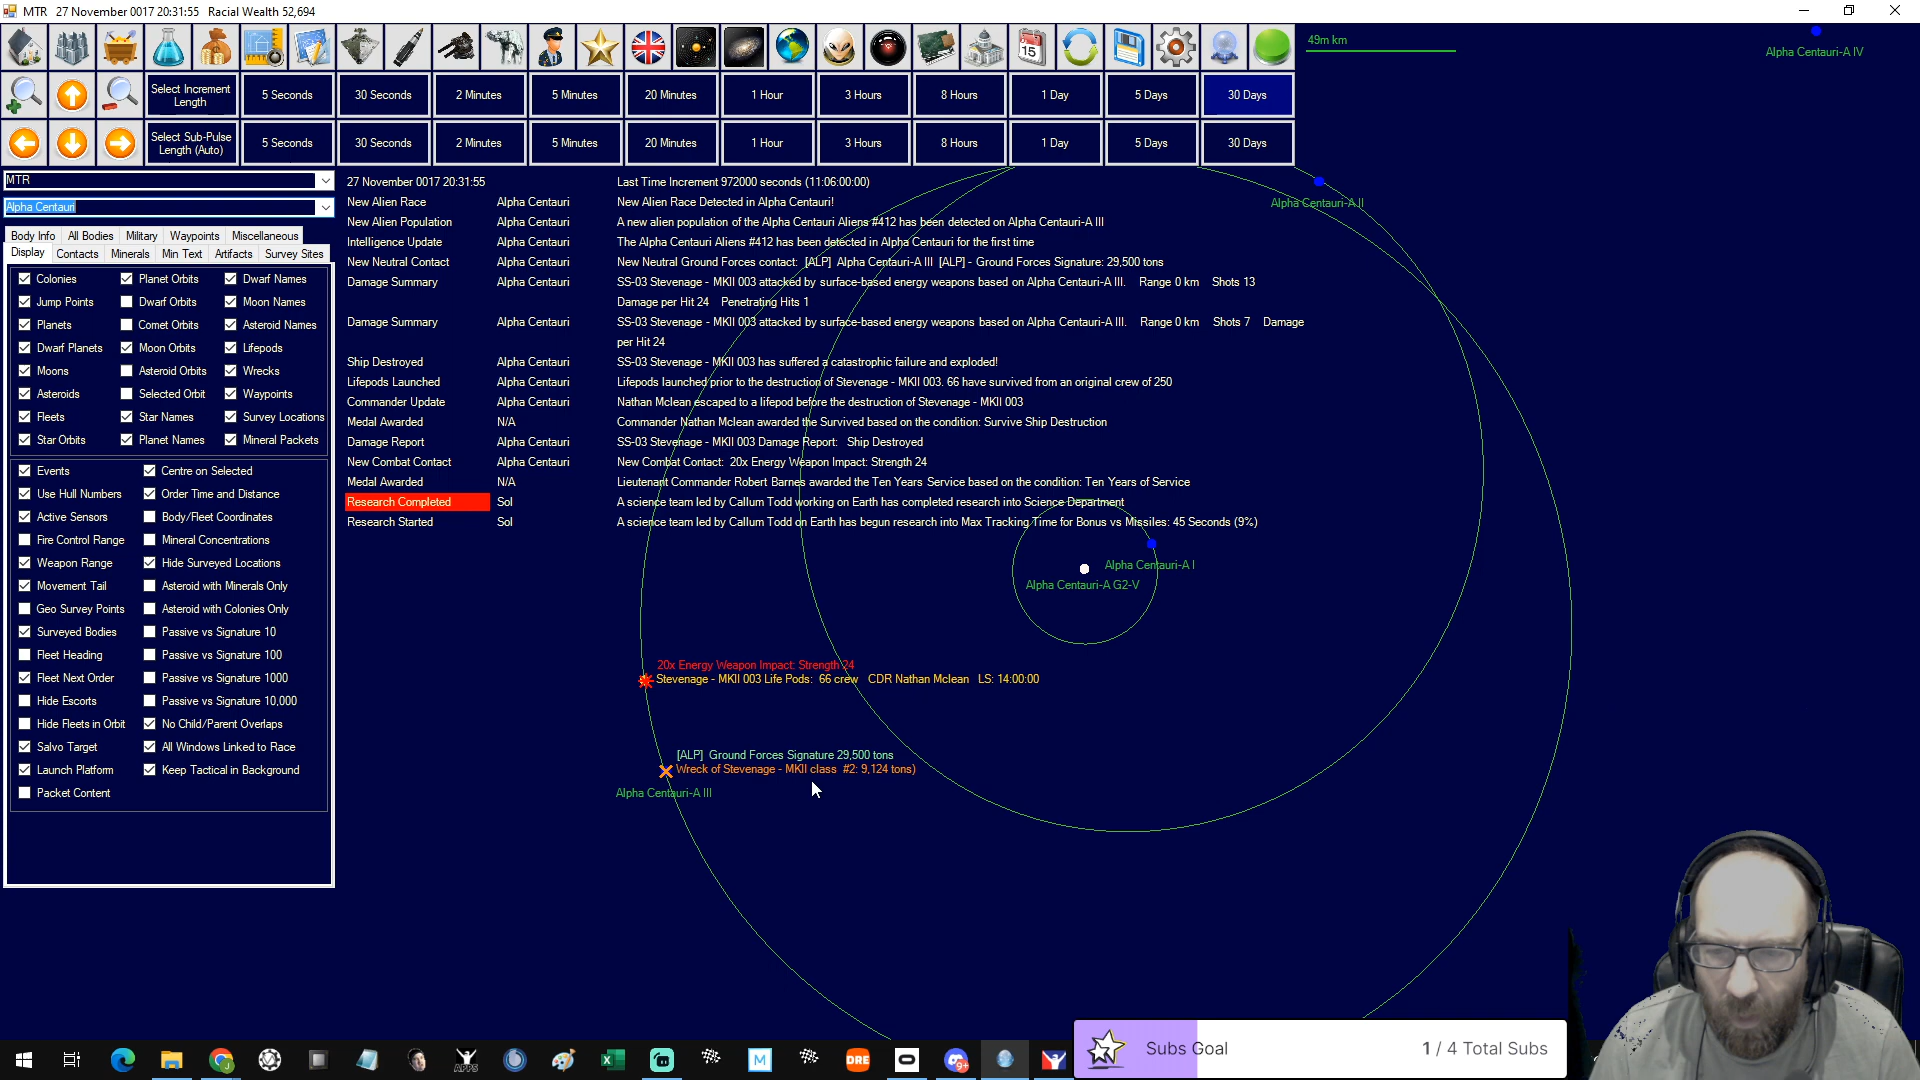 MTR 27 November 0017 20:31:55 Racial Wealth 52,694
49m km
Alpha Centauri-A IV
Select Increment Length
5 Seconds
30 Seconds
2 Minutes
5 Minutes
20 Minutes
1 Hour
3 Hours
8 Hours
1 Day
5 Days
30 Days
Select Sub-Pulse Length (Auto)
5 Seconds
30 Seconds
2 Minutes
5 Minutes
20 Minutes
1 Hour
3 Hours
8 Hours
1 Day
5 Days
30 Days
MTR
Alpha Centauri
Body Info All Bodies Military Waypoints Miscellaneous
Display Contacts Minerals Min Text Artifacts Survey Sites
Colonies Planet Orbits Dwarf Names
Jump Points Dwarf Orbits Moon Names
Planets Comet Orbits Asteroid Names
Dwarf Planets Moon Orbits Lifepods
Moons Asteroid Orbits Wrecks
Asteroids Selected Orbit Waypoints
Fleets Star Names Survey Locations
Star Orbits Planet Names Mineral Packets
Events Centre on Selected
Use Hull Numbers Order Time and Distance
Active Sensors Body/Fleet Coordinates
Fire Control Range Mineral Concentrations
Weapon Range Hide Surveyed Locations
Movement Tail Asteroid with Minerals Only
Geo Survey Points Asteroid with Colonies Only
Surveyed Bodies Passive vs Signature 10
Fleet Heading Passive vs Signature 100
Fleet Next Order Passive vs Signature 1000
Hide Escorts Passive vs Signature 10,000
Hide Fleets in Orbit No Child/Parent Overlaps
Salvo Target All Windows Linked to Race
Launch Platform Keep Tactical in Background
Packet Content
27 November 0017 20:31:55 Last Time Increment 972000 seconds (11:06:00:00)
New Alien Race Alpha Centauri New Alien Race Detected in Alpha Centauri!
New Alien Population Alpha Centauri A new alien population of the Alpha Centauri Aliens #412 has been detected on Alpha Centauri-A III
Intelligence Update Alpha Centauri The Alpha Centauri Aliens #412 has been detected in Alpha Centauri for the first time
New Neutral Contact Alpha Centauri New Neutral Ground Forces contact: [ALP] Alpha Centauri-A III [ALP] - Ground Forces Signature: 29,500 tons
Damage Summary Alpha Centauri SS-03 Stevenage - MKII 003 attacked by surface-based energy weapons based on Alpha Centauri-A III. Range 0 km Shots 13
Damage per Hit 24 Penetrating Hits 1
Damage Summary Alpha Centauri SS-03 Stevenage - MKII 003 attacked by surface-based energy weapons based on Alpha Centauri-A III. Range 0 km Shots 7 Damage
per Hit 24
Ship Destroyed Alpha Centauri SS-03 Stevenage - MKII 003 has suffered a catastrophic failure and exploded!
Lifepods Launched Alpha Centauri Lifepods launched prior to the destruction of Stevenage - MKII 003. 66 have survived from an original crew of 250
Commander Update Alpha Centauri Nathan Mclean escaped to a lifepod before the destruction of Stevenage - MKII 003
Medal Awarded N/A Commander Nathan Mclean awarded the Survived based on the condition: Survive Ship Destruction
Damage Report Alpha Centauri SS-03 Stevenage - MKII 003 Damage Report: Ship Destroyed
New Combat Contact Alpha Centauri New Combat Contact: 20x Energy Weapon Impact: Strength 24
Medal Awarded N/A Lieutenant Commander Robert Barnes awarded the Ten Years Service based on the condition: Ten Years of Service
Research Completed Sol A science team led by Callum Todd working on Earth has completed research into Science Department
Research Started Sol A science team led by Callum Todd on Earth has begun research into Max Tracking Time for Bonus vs Missiles: 45 Seconds (9%)
Alpha Centauri-A II
Alpha Centauri-A I
Alpha Centauri-A G2-V
20x Energy Weapon Impact: Strength 24
Stevenage - MKII 003 Life Pods: 66 crew CDR Nathan Mclean LS: 14:00:00
[ALP] Ground Forces Signature 29,500 tons
Wreck of Stevenage - MKII class #2: 9,124 tons)
Alpha Centauri-A III
Subs Goal 1 / 4 Total Subs
15
APPS
M
DRE
9+